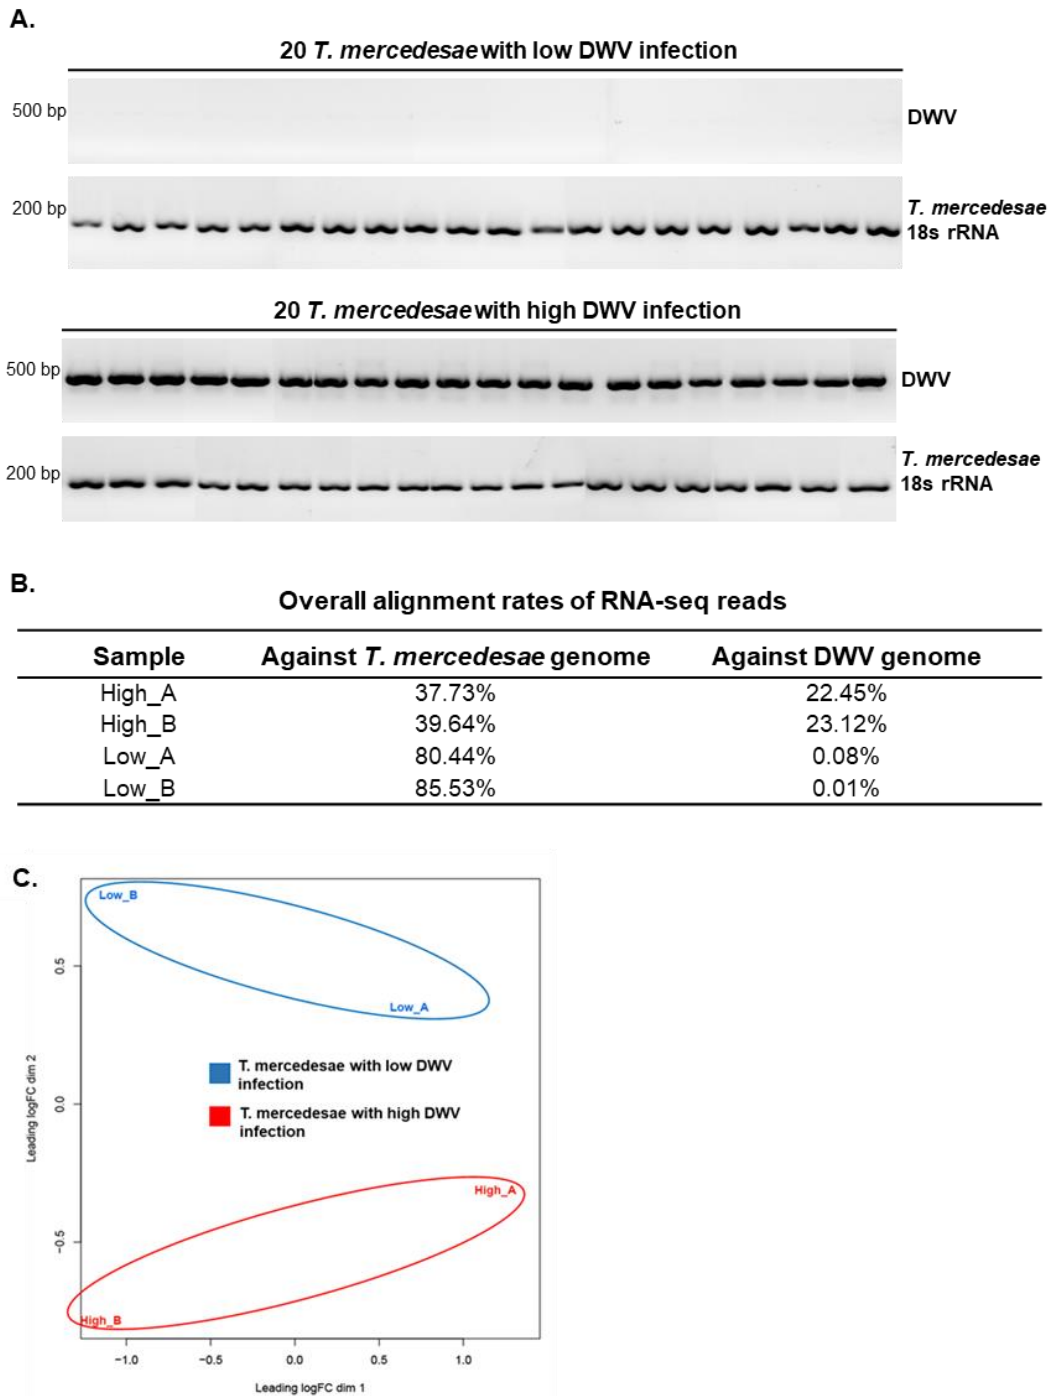 A.
20 T. mercedesae with low DWV infection
500 bp
DWV
200 bp
T. mercedesae
18s rRNA
20 T. mercedesae with high DWV infection
500 bp
DWV
200 bp
T. mercedesae
18s rRNA
B.
Overall alignment rates of RNA-seq reads
Sample Against T. mercedesae genome Against DWV genome
High_A 37.73% 22.45%
High_B 39.64% 23.12%
Low_A 80.44% 0.08%
Low_B 85.53% 0.01%
C.
Low_B
Low_A
T. mercedesae with low DWV
infection
T. mercedesae with high DWV
infection
High_A
High_B
0.5
0.0
−0.5
Leading logFC dim 2
−1.0 −0.5 0.0 0.5 1.0
Leading logFC dim 1